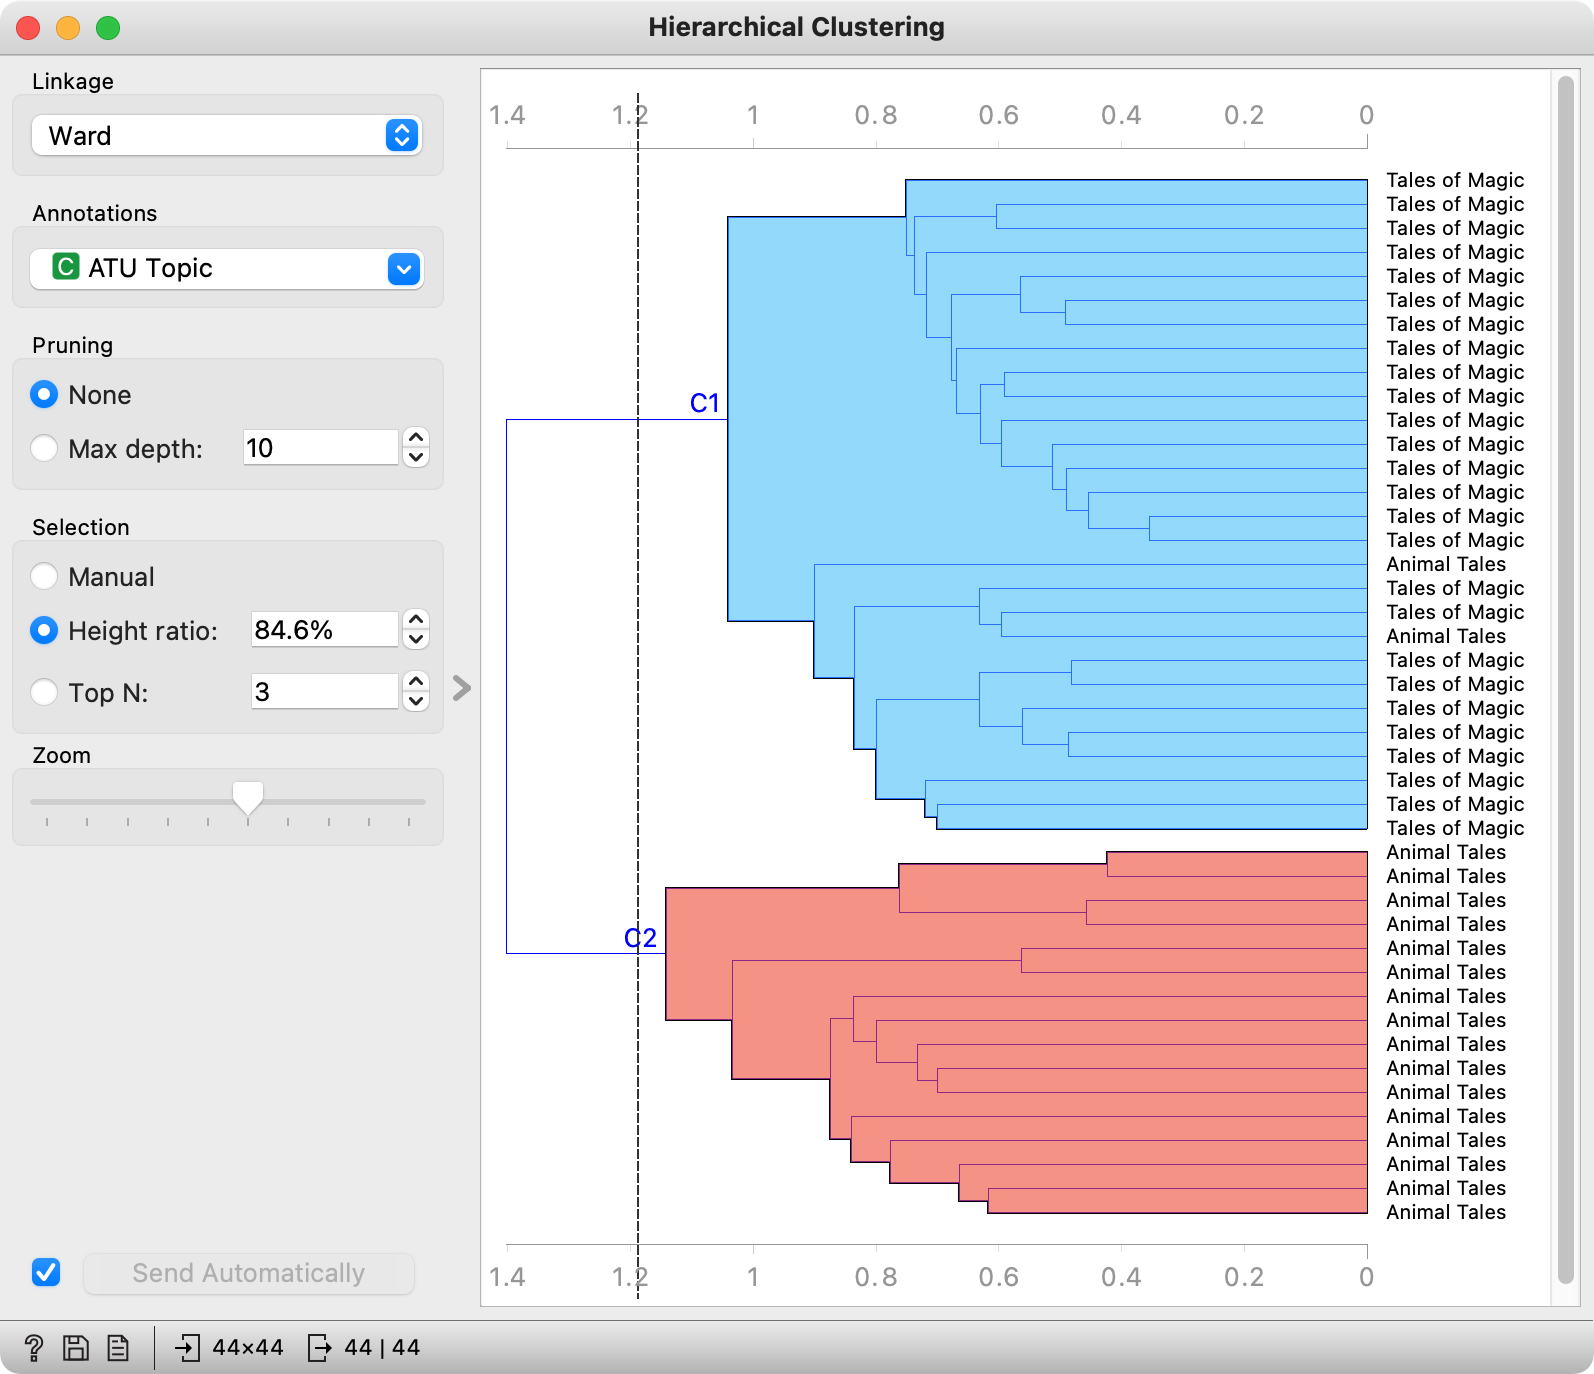 Hierarchical Clustering
Linkage
Ward
Annotations
C ATU Topic
Pruning
None
Max depth: 10
Selection
Manual
Height ratio: 84.6%
Top N: 3
Zoom
Send Automatically
1.4 1.2 1 0.8 0.6 0.4 0.2 0
Tales of Magic
Tales of Magic
Tales of Magic
Tales of Magic
Tales of Magic
Tales of Magic
Tales of Magic
Tales of Magic
Tales of Magic
Tales of Magic
C1
Tales of Magic
Tales of Magic
Tales of Magic
Tales of Magic
Tales of Magic
Tales of Magic
Animal Tales
Tales of Magic
Tales of Magic
Animal Tales
Tales of Magic
Tales of Magic
Tales of Magic
Tales of Magic
Tales of Magic
Tales of Magic
Tales of Magic
Tales of Magic
Animal Tales
Animal Tales
Animal Tales
Animal Tales
C2
Animal Tales
Animal Tales
Animal Tales
Animal Tales
Animal Tales
Animal Tales
Animal Tales
Animal Tales
Animal Tales
Animal Tales
Animal Tales
Animal Tales
1.4 1.2 1 0.8 0.6 0.4 0.2 0
? 44×44 44 | 44